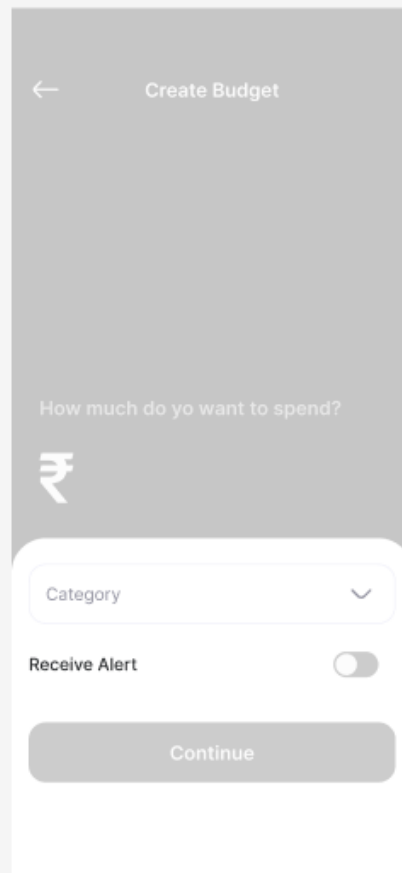 Create Budget
How much do yo want to spend?
₹
Category
Receive Alert
Continue